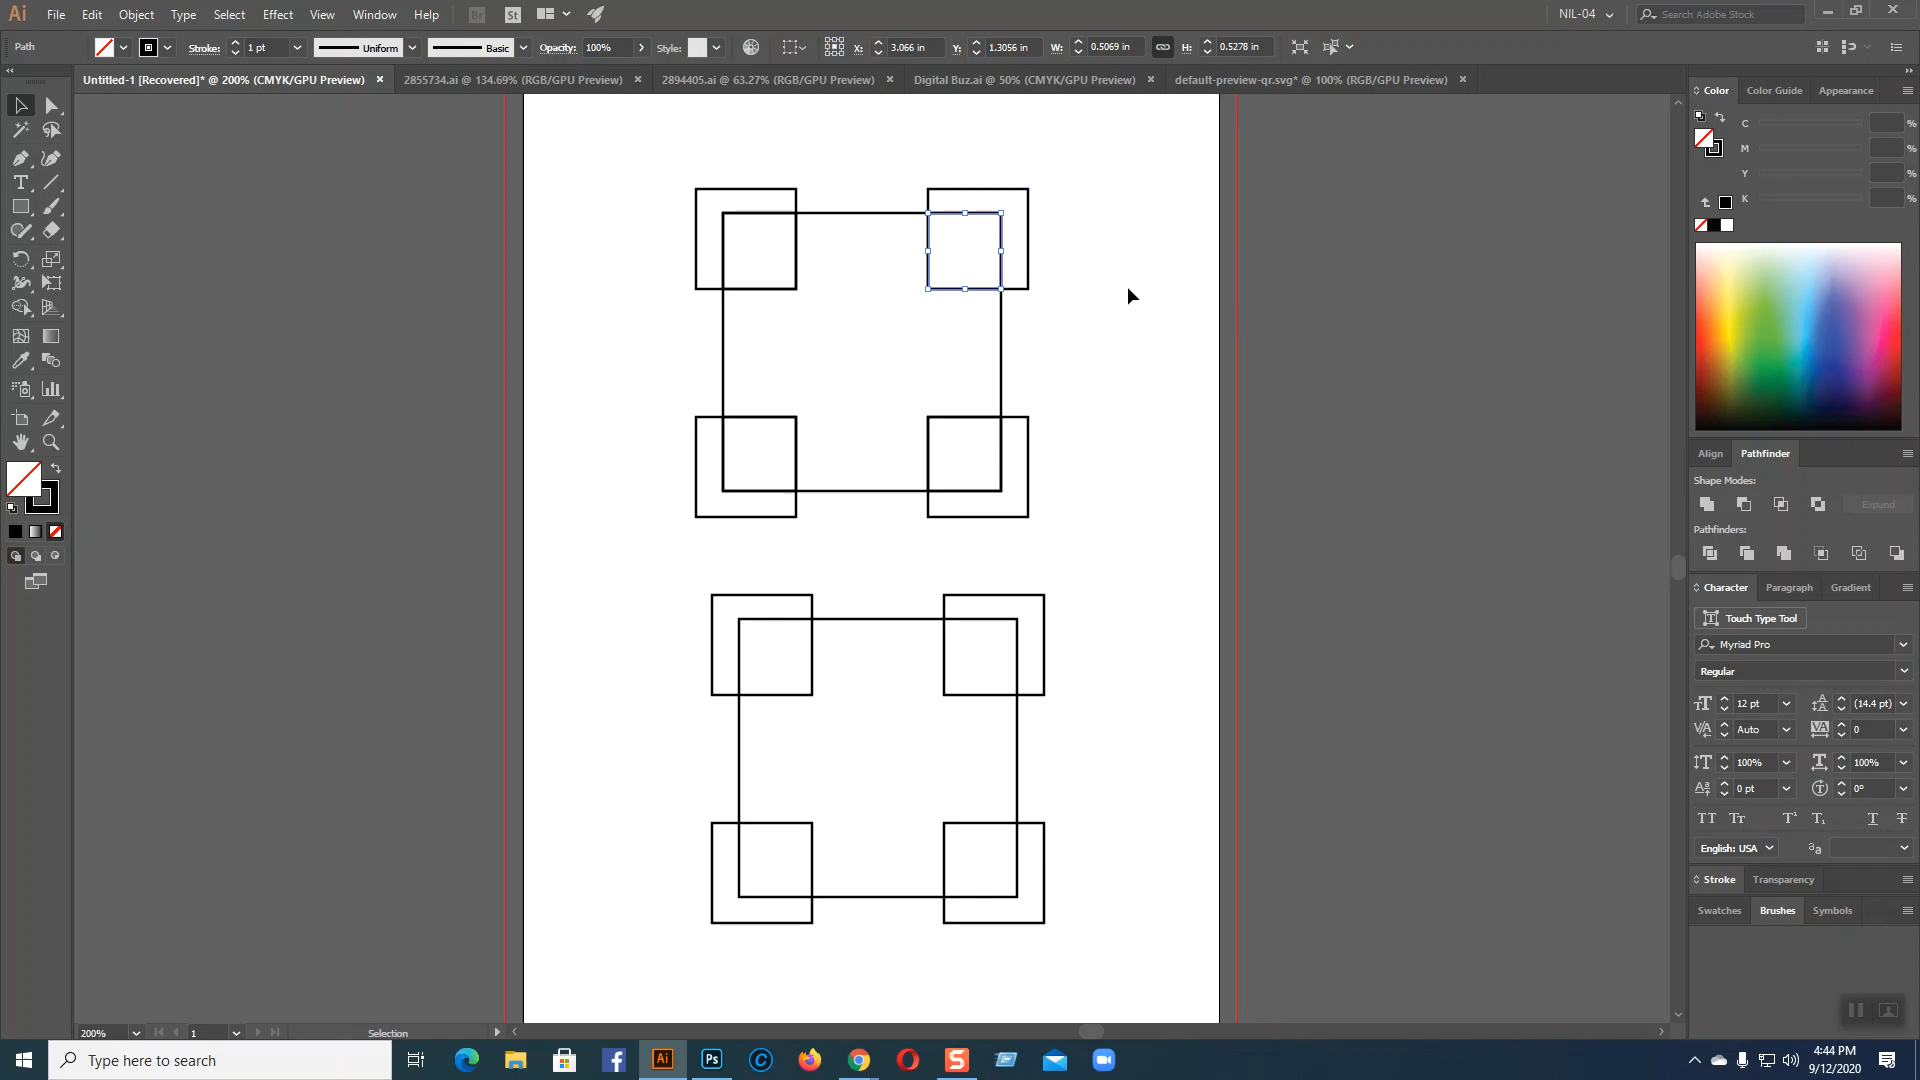 Ai File Edit Object Type Select Effect View Window Help Br St NIL-04 Search Adobe Stock
Path Stroke: 1 pt Uniform Basic Opacity: 100% Style: X: 3.066 in Y: 1.3056 in W: 0.5069 in H: 0.5278 in
Untitled-1 [Recovered]* @ 200% (CMYK/GPU Preview) × 2855734.ai @ 134.69% (RGB/GPU Preview) × 2894405.ai @ 63.27% (RGB/GPU Preview) × Digital Buz.ai @ 50% (CMYK/GPU Preview) × default-preview-qr.svg* @ 100% (RGB/GPU Preview) ×
Color Color Guide Appearance
C %
M %
Y %
K %
Align Pathfinder
Shape Modes:
Expand
Pathfinders:
Character Paragraph Gradient
Touch Type Tool
Myriad Pro
Regular
12 pt (14.4 pt)
Auto 0
100% 100%
0 pt 0°
English: USA
Stroke Transparency
Swatches Brushes Symbols
200% 1 Selection
Type here to search
4:44 PM
9/12/2020